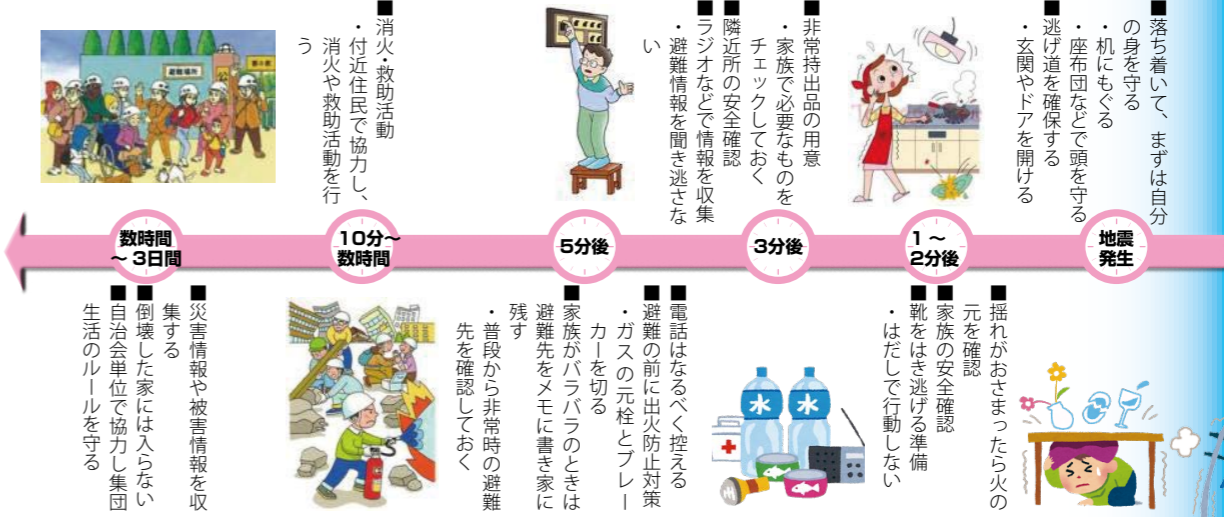 ■落ち着いて、まずは自分
の身を守る
・机にもぐる
・座布団などで頭を守る
■逃げ道を確保する
・玄関やドアを開ける
地震
発生
■揺れがおさまったら火の
元を確認
■家族の安全確認
■靴をはき逃げる準備
・はだしで行動しない
1～
2分後
■非常持出品の用意
・家族で必要なものを
チェックしておく
■隣近所の安全確認
■ラジオなどで情報を収集
・避難情報を聞き逃さな
い
3分後
水
水
■電話はなるべく控える
■避難の前に出火防止対策
・ガスの元栓とブレー
カーを切る
■家族がバラバラのときは
避難先をメモに書き家に
残す
・普段から非常時の避難
先を確認しておく
5分後
■消火・救助活動
・付近住民で協力し、
消火や救助活動を行
う
10分～
数時間
避難場所
■災害情報や被害情報を収
集する
■倒壊した家には入らない
■自治会単位で協力し集団
生活のルールを守る
数時間
～3日間